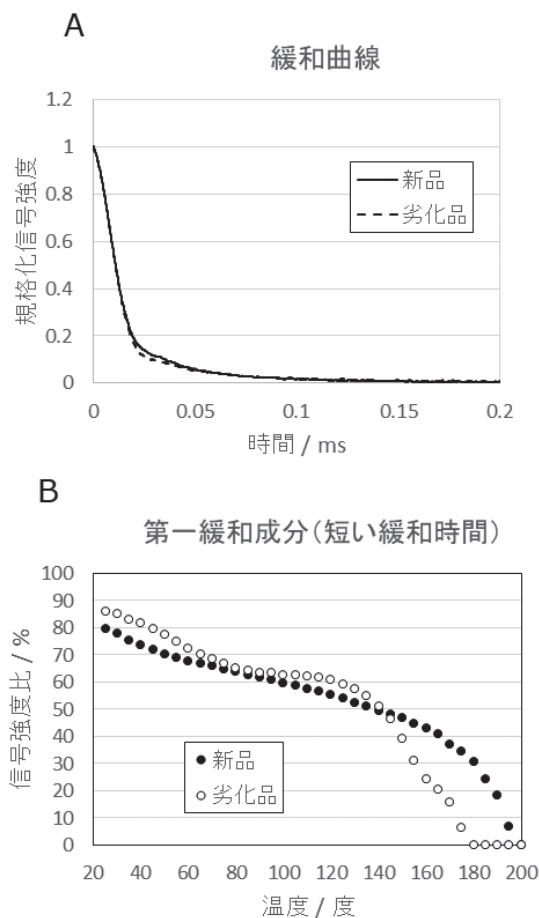 A
緩和曲線
1.2
1
0.8
0.6
0.4
0.2
0
規格化信号強度
新品
劣化品
0 0.05 0.1 0.15 0.2
時間 / ms
B
第一緩和成分(短い緩和時間)
100
90
80
70
60
50
40
30
20
10
0
信号強度比 / %
新品
劣化品
20 40 60 80 100 120 140 160 180 200
温度 / 度